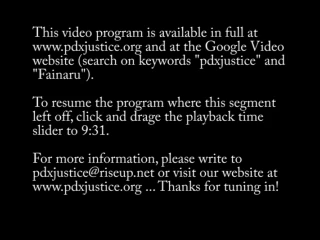 This video program is available in full at
www.pdxjustice.org and at the Google Video
website (search on keywords "pdxjustice" and
"Fainaru").
To resume the program where this segment
left off, click and drage the playback time
slider to 9:31.
For more information, please write to
pdxjustice@riseup.net or visit our website at
www.pdxjustice.org ... Thanks for tuning in!